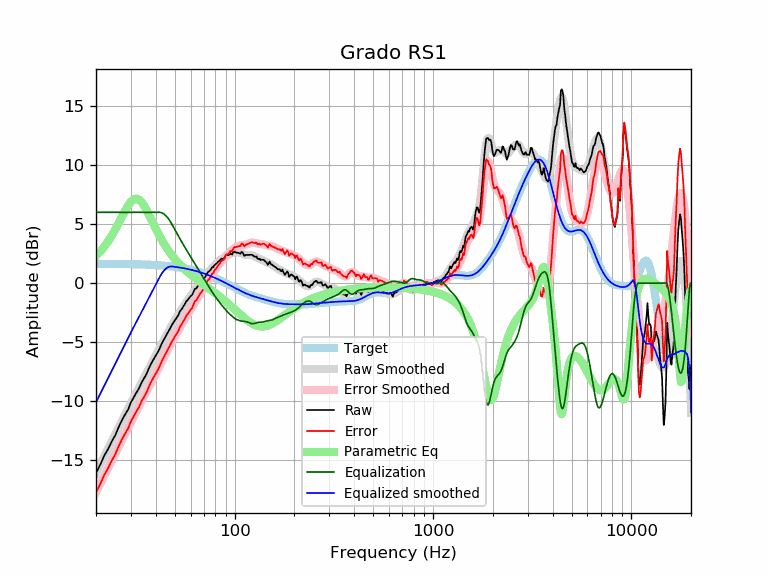 Grado RS1
Amplitude (dBr)
15
10
5
0
−5
−10
−15
Target
Raw Smoothed
Error Smoothed
Raw
Error
Parametric Eq
Equalization
Equalized smoothed
100
1000
10000
Frequency (Hz)